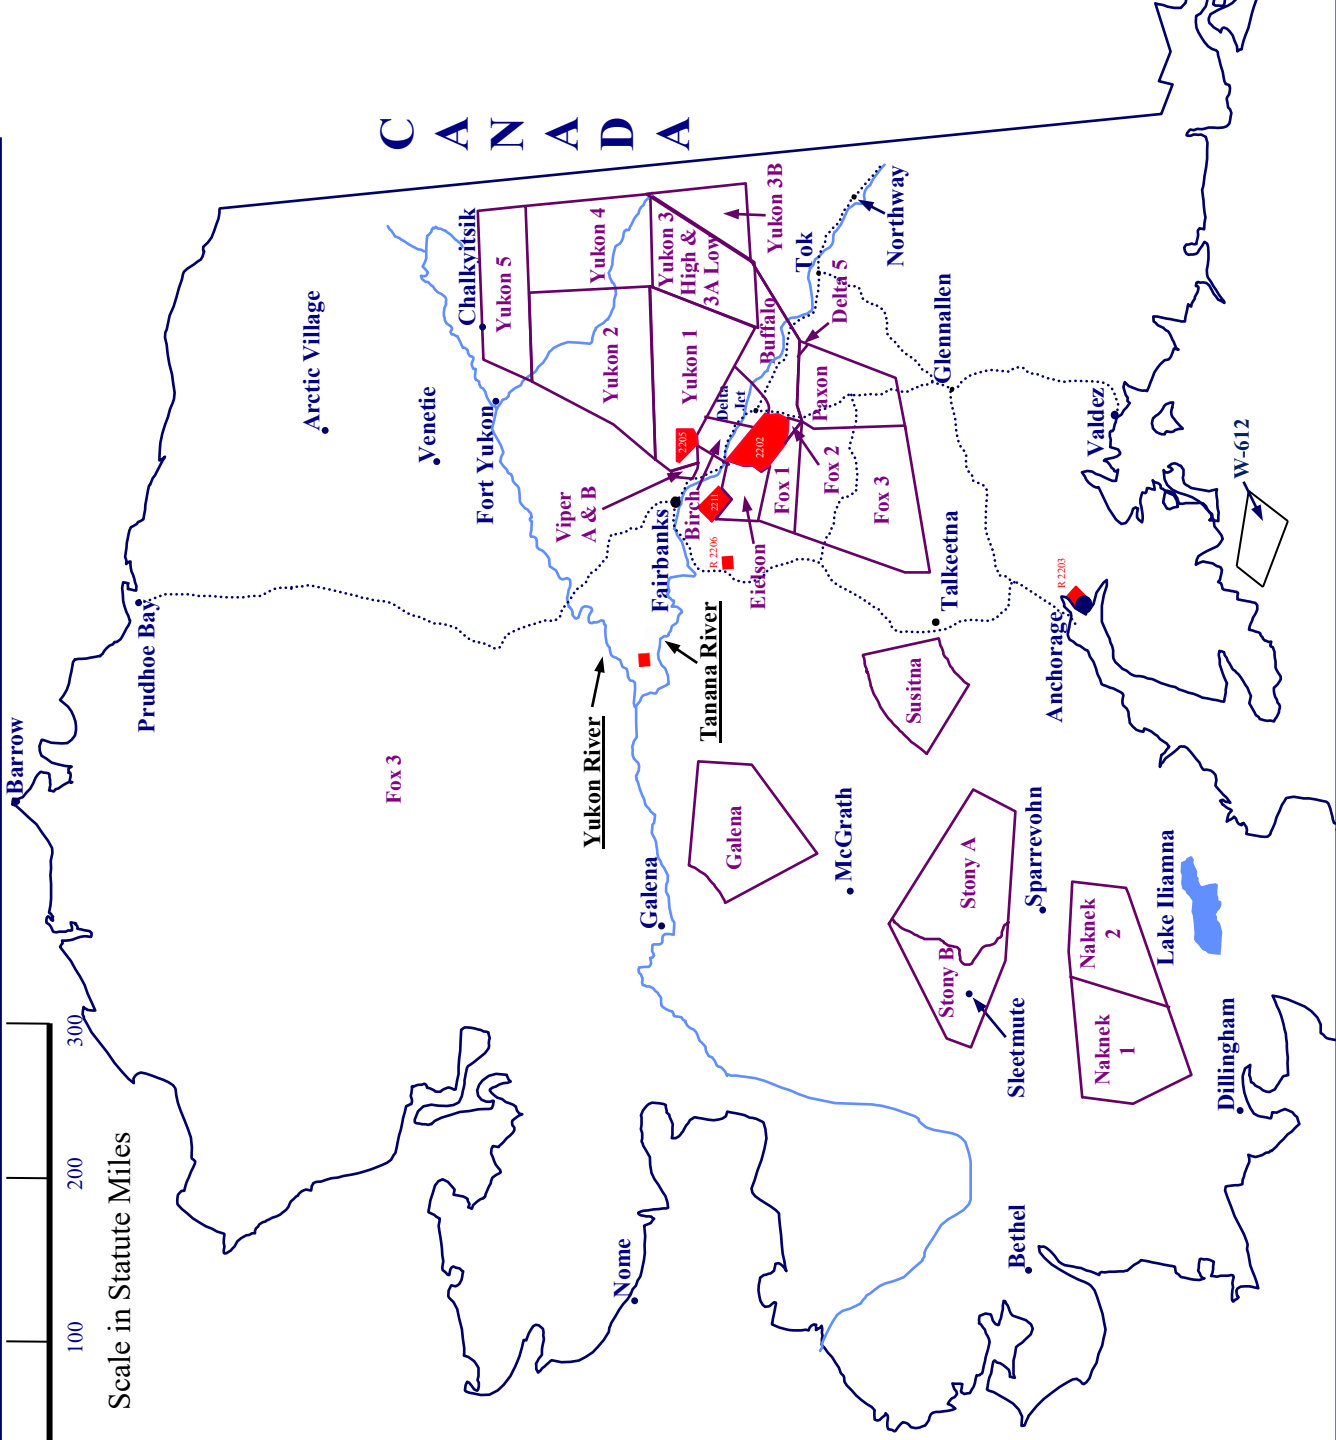 Barrow
Prudhoe Bay
Arctic Village
Venetie
Fort Yukon
Chalkyitsik
C
A
N
A
D
A
Yukon 5
Yukon 4
Yukon 3
High &
3A Low
Yukon 3B
Yukon 2
Yukon 1
Buffalo
Tok
Northway
Delta 5
Delta
Jct
Paxon
Glennallen
Valdez
W-612
2205
2202
2211
Viper
A & B
Birch
Fairbanks
R 2206
Eielson
Fox 1
Fox 2
Fox 3
Talkeetna
R 2203
Anchorage
Susitna
Yukon River
Tanana River
Fox 3
Galena
Galena
McGrath
Stony A
Stony B
Sparrevohn
Sleetmute
Naknek
2
Naknek
1
Lake Iliamna
Dillingham
Bethel
Nome
100
200
300
Scale in Statute Miles